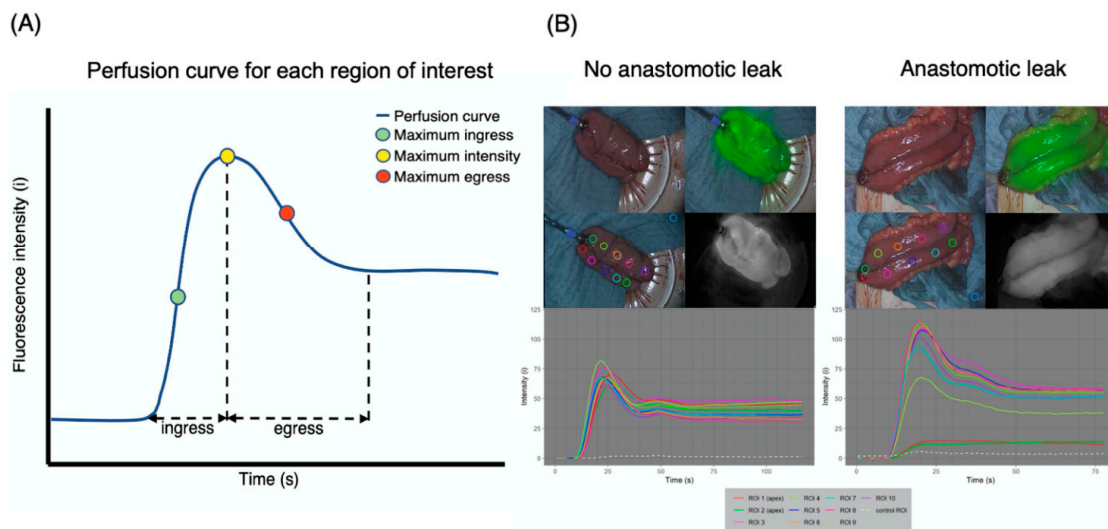 (A)
Perfusion curve for each region of interest
Perfusion curve
Maximum ingress
Maximum intensity
Maximum egress
Fluorescence intensity (i)
ingress
egress
Time (s)
(B)
No anastomotic leak
Anastomotic leak
125
100
75
50
25
0
Intensity (i)
0
25
50
75
100
Time (s)
125
100
75
50
25
0
Intensity (i)
0
25
50
75
Time (s)
ROI 1 (apex)
ROI 4
ROI 7
ROI 10
ROI 2 (apex)
ROI 5
ROI 8
control ROI
ROI 3
ROI 6
ROI 9